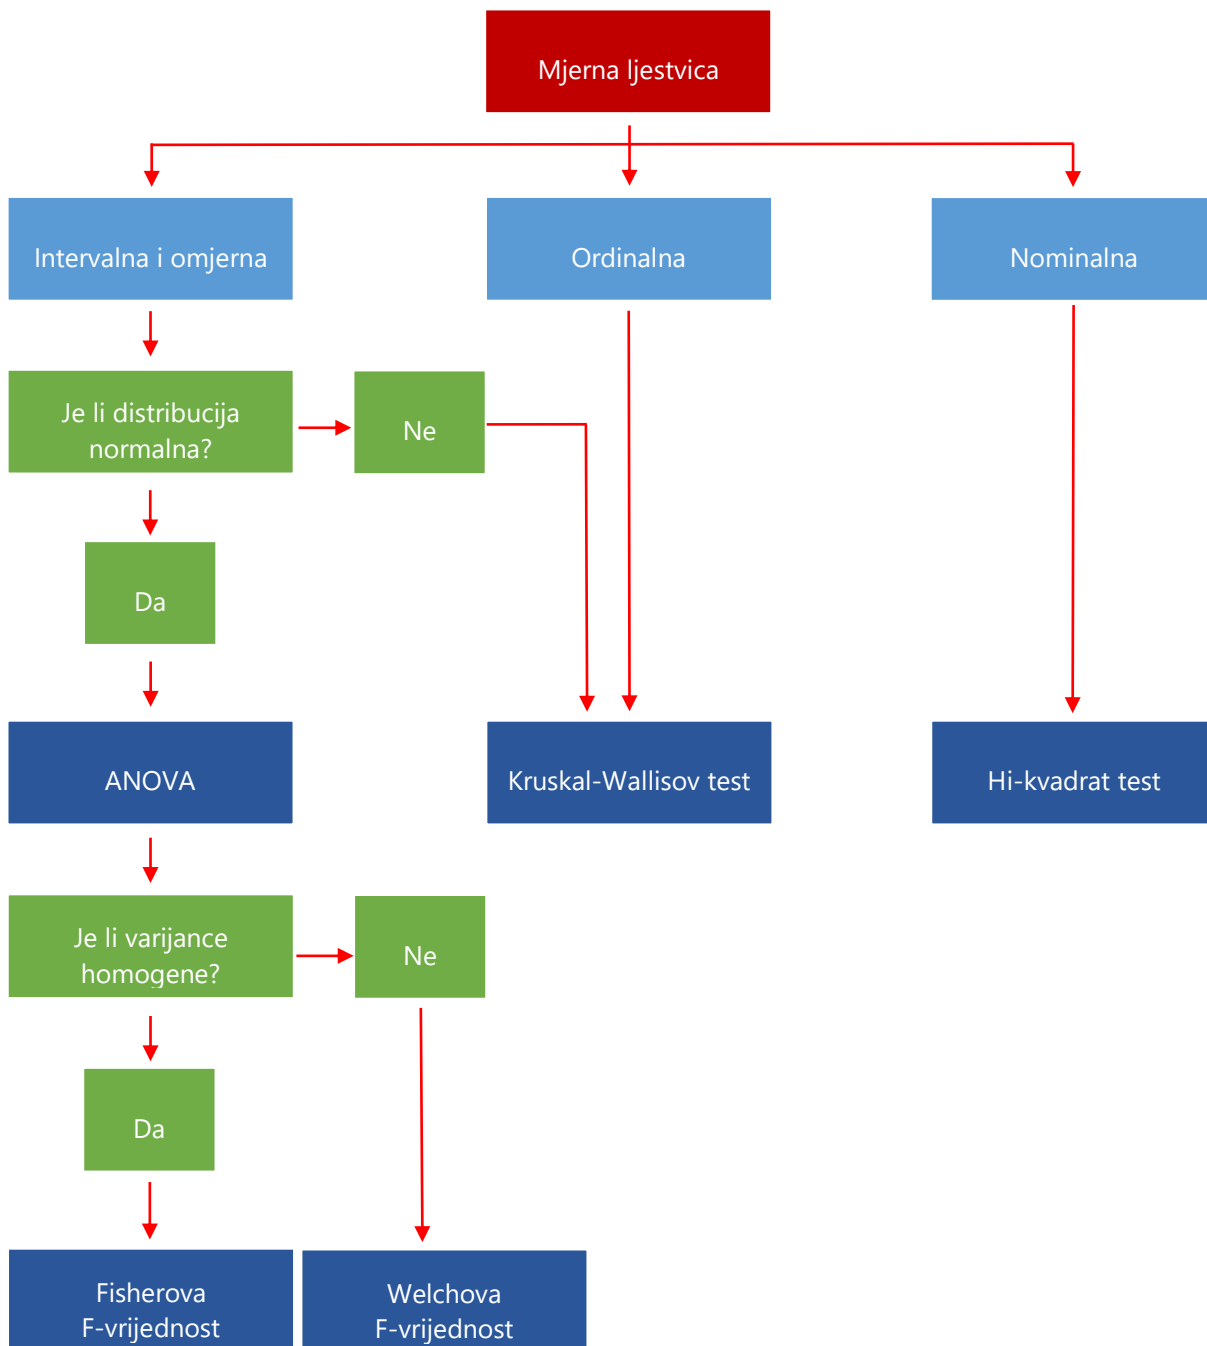 Mjerna ljestvica
Intervalna i omjerna
Ordinalna
Nominalna
Je li distribucija
normalna?
Ne
Da
ANOVA
Kruskal-Wallisov test
Hi-kvadrat test
Je li varijance
homogene?
Ne
Da
Fisherova
F-vrijednost
Welchova
F-vrijednost